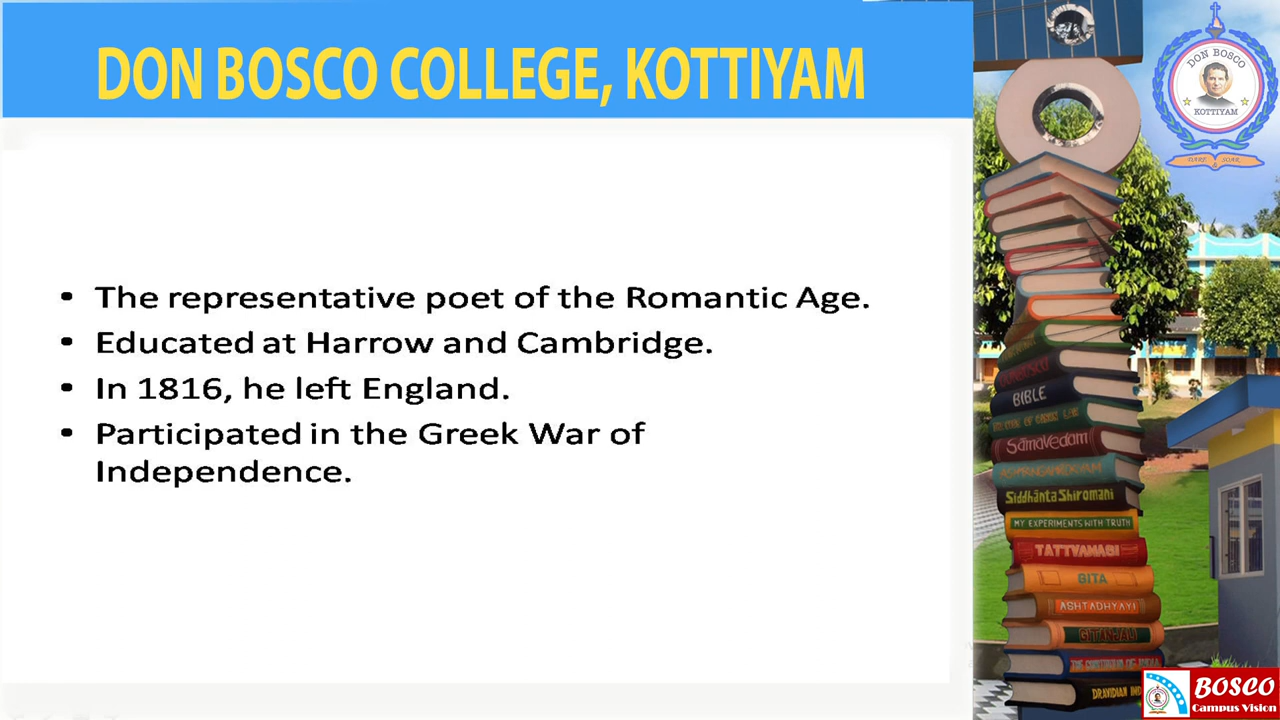 DON BOSCO COLLEGE, KOTTIYAM
DON BOSCO
KOTTIYAM
DARE & SOAR
• The representative poet of the Romantic Age.
• Educated at Harrow and Cambridge.
• In 1816, he left England.
• Participated in the Greek War of
Independence.
BIBLE
SāmaVedam
Siddhānta Shiromani
MY EXPERIMENTS WITH TRUTH
GITA
ASHTADHYAYI
GITANJALI
BOSCO
Campus Vision